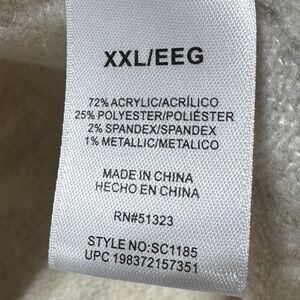 XXL/EEG
72% ACRYLIC/ACRÍLICO
25% POLYESTER/POLIÉSTER
2% SPANDEX/SPANDEX
1% METALLIC/METALICO
MADE IN CHINA
HECHO EN CHINA
RN#51323
STYLE NO:SC1185
UPC 198372157351